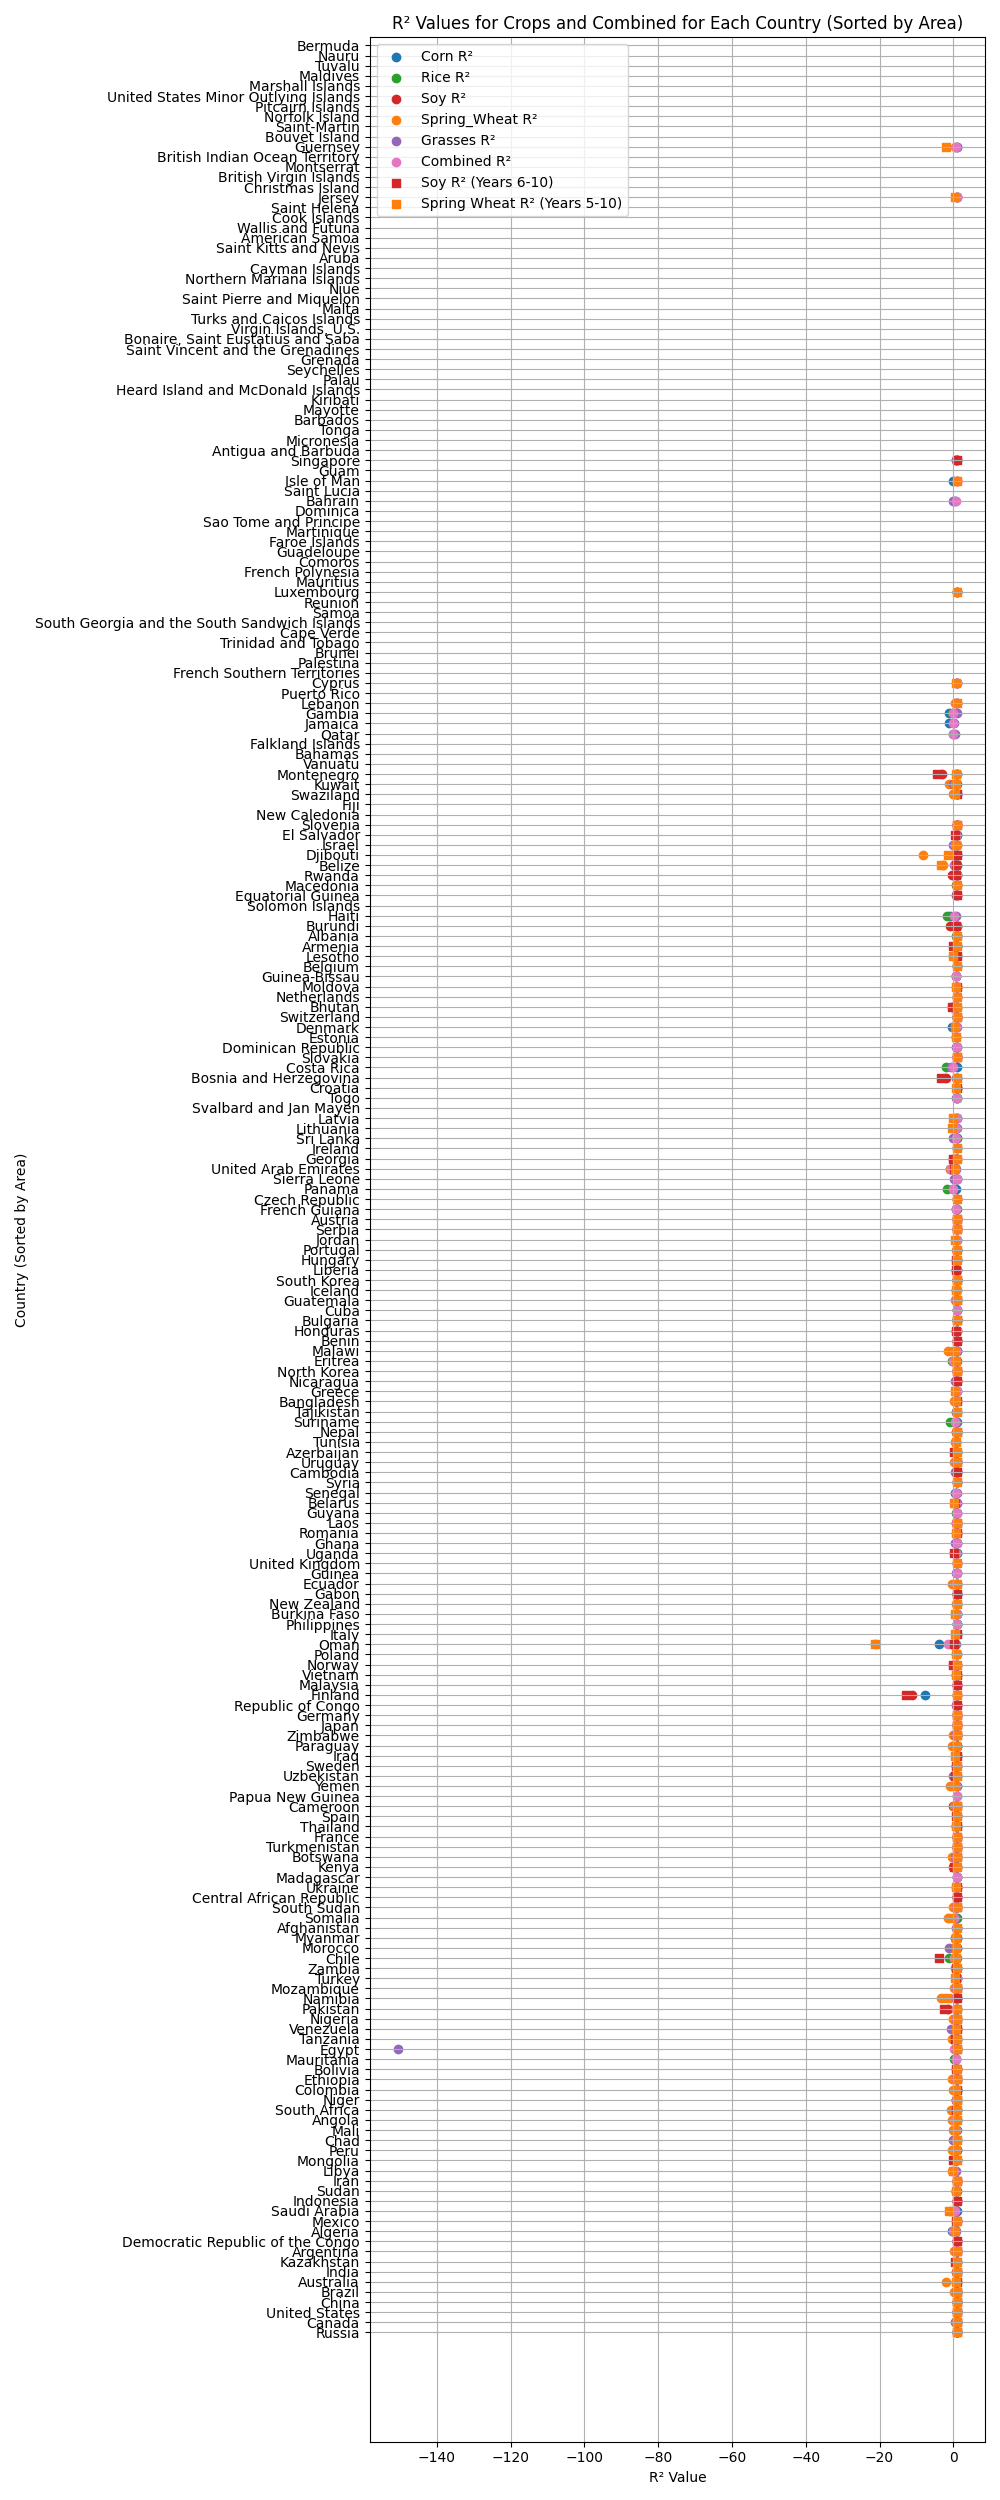 R² Values for Crops and Combined for Each Country (Sorted by Area)
Corn R²
Rice R²
Soy R²
Spring_Wheat R²
Grasses R²
Combined R²
Soy R² (Years 6-10)
Spring Wheat R² (Years 5-10)
Country (Sorted by Area)
Bermuda
Nauru
Tuvalu
Maldives
Marshall Islands
United States Minor Outlying Islands
Pitcairn Islands
Norfolk Island
Saint-Martin
Bouvet Island
Guernsey
British Indian Ocean Territory
Montserrat
British Virgin Islands
Christmas Island
Jersey
Saint Helena
Cook Islands
Wallis and Futuna
American Samoa
Saint Kitts and Nevis
Aruba
Cayman Islands
Northern Mariana Islands
Niue
Saint Pierre and Miquelon
Malta
Turks and Caicos Islands
Virgin Islands, U.S.
Bonaire, Saint Eustatius and Saba
Saint Vincent and the Grenadines
Grenada
Seychelles
Palau
Heard Island and McDonald Islands
Kiribati
Mayotte
Barbados
Tonga
Micronesia
Antigua and Barbuda
Singapore
Guam
Isle of Man
Saint Lucia
Bahrain
Dominica
Sao Tome and Principe
Martinique
Faroe Islands
Guadeloupe
Comoros
French Polynesia
Mauritius
Luxembourg
Reunion
Samoa
South Georgia and the South Sandwich Islands
Cape Verde
Trinidad and Tobago
Brunei
Palestina
French Southern Territories
Cyprus
Puerto Rico
Lebanon
Gambia
Jamaica
Qatar
Falkland Islands
Bahamas
Vanuatu
Montenegro
Kuwait
Swaziland
Fiji
New Caledonia
Slovenia
El Salvador
Israel
Djibouti
Belize
Rwanda
Macedonia
Equatorial Guinea
Solomon Islands
Haiti
Burundi
Albania
Armenia
Lesotho
Belgium
Guinea-Bissau
Moldova
Netherlands
Bhutan
Switzerland
Denmark
Estonia
Dominican Republic
Slovakia
Costa Rica
Bosnia and Herzegovina
Croatia
Togo
Svalbard and Jan Mayen
Latvia
Lithuania
Sri Lanka
Ireland
Georgia
United Arab Emirates
Sierra Leone
Panama
Czech Republic
French Guiana
Austria
Serbia
Jordan
Portugal
Hungary
Liberia
South Korea
Iceland
Guatemala
Cuba
Bulgaria
Honduras
Benin
Malawi
Eritrea
North Korea
Nicaragua
Greece
Bangladesh
Tajikistan
Suriname
Nepal
Tunisia
Azerbaijan
Uruguay
Cambodia
Syria
Senegal
Belarus
Guyana
Laos
Romania
Ghana
Uganda
United Kingdom
Guinea
Ecuador
Gabon
New Zealand
Burkina Faso
Philippines
Italy
Oman
Poland
Norway
Vietnam
Malaysia
Finland
Republic of Congo
Germany
Japan
Zimbabwe
Paraguay
Iraq
Sweden
Uzbekistan
Yemen
Papua New Guinea
Cameroon
Spain
Thailand
France
Turkmenistan
Botswana
Kenya
Madagascar
Ukraine
Central African Republic
South Sudan
Somalia
Afghanistan
Myanmar
Morocco
Chile
Zambia
Turkey
Mozambique
Namibia
Pakistan
Nigeria
Venezuela
Tanzania
Egypt
Mauritania
Bolivia
Ethiopia
Colombia
Niger
South Africa
Angola
Mali
Chad
Peru
Mongolia
Libya
Iran
Sudan
Indonesia
Saudi Arabia
Mexico
Algeria
Democratic Republic of the Congo
Argentina
Kazakhstan
India
Australia
Brazil
China
United States
Canada
Russia
−140 −120 −100 −80 −60 −40 −20 0
R² Value